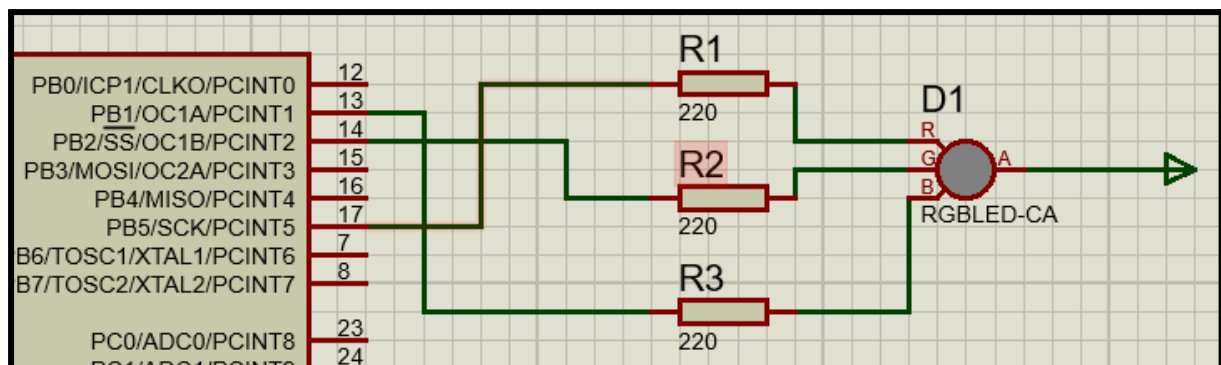 PB0/ICP1/CLKO/PCINT0 12
PB1/OC1A/PCINT1 13
PB2/SS/OC1B/PCINT2 14
PB3/MOSI/OC2A/PCINT3 15
PB4/MISO/PCINT4 16
PB5/SCK/PCINT5 17
B6/TOSC1/XTAL1/PCINT6 7
B7/TOSC2/XTAL2/PCINT7 8
PC0/ADC0/PCINT8 23
24
R1
220
R2
220
R3
220
D1
R
G
B
A
RGBLED-CA